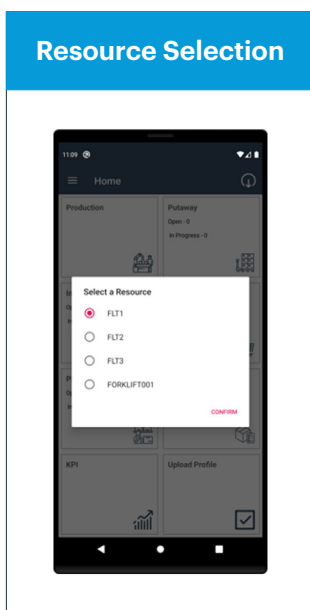 Resource Selection
11:09
Home
Production
Putaway
Open - 0
In Progress - 0
Select a Resource
FLT1
FLT2
FLT3
FORKLIFT001
CONFIRM
KPI
Upload Profile